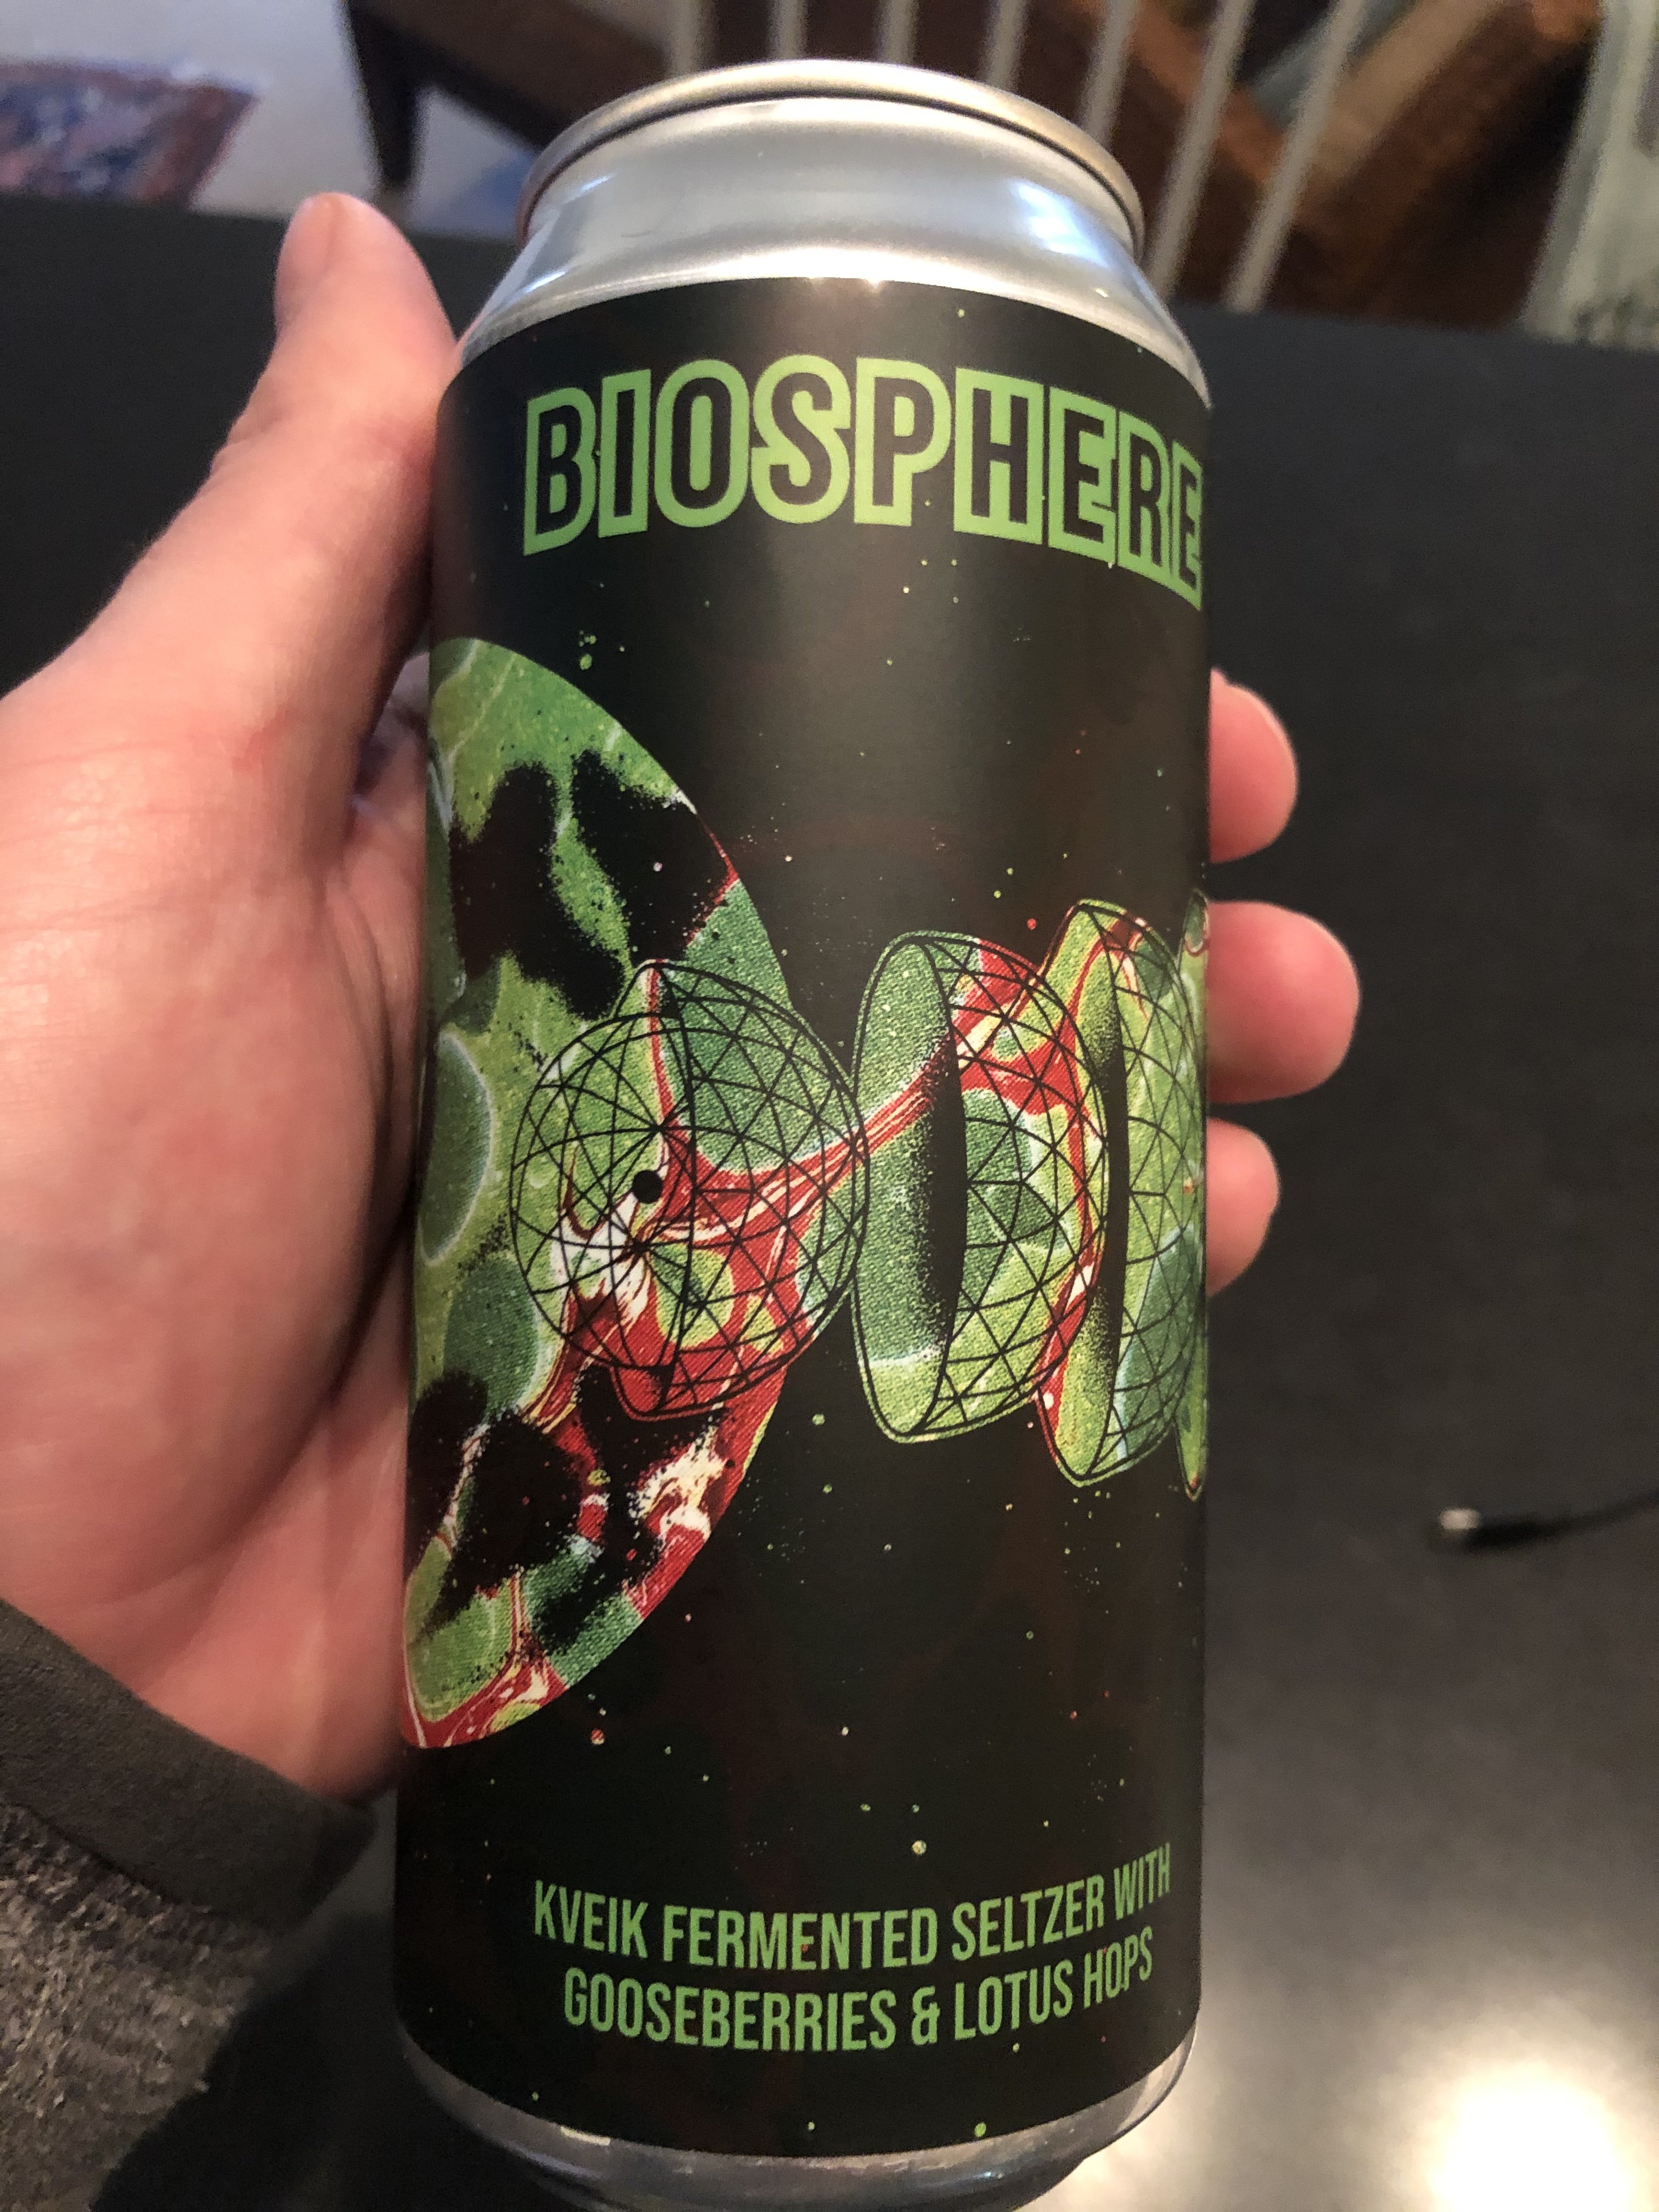 BIOSPHERE
KVEIK FERMENTED SELTZER WITH
GOOSEBERRIES & LOTUS HOPS